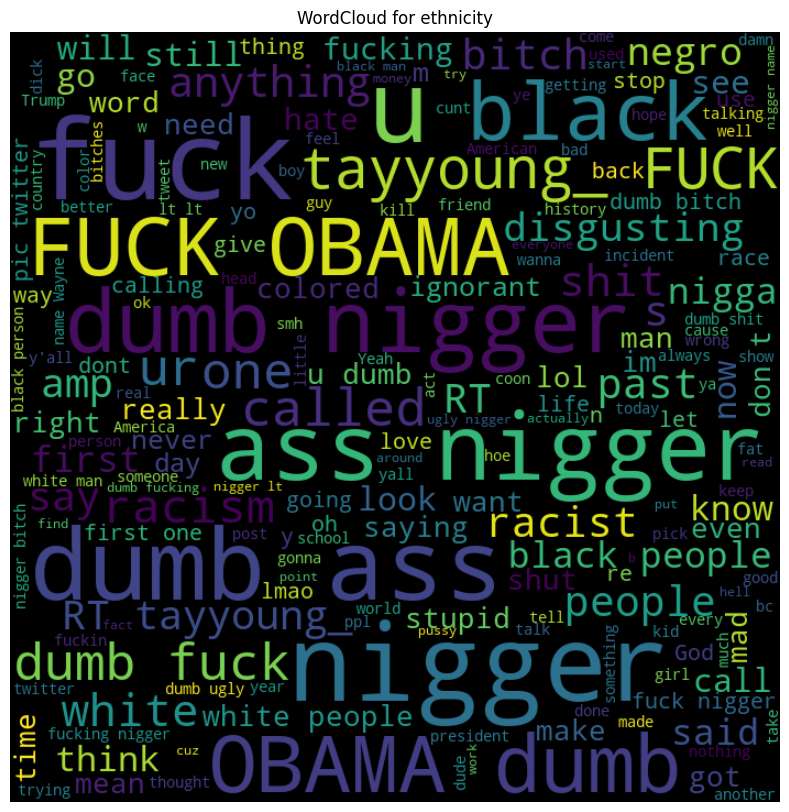 WordCloud for ethnicity
dick
will
still
thing
fucking
bitch
come
used
start
damn
negro
go
face
black man
money
try
m
u
black
getting
stop
see
nigger name
Trump
word
anything
cunt
ye
hope
use
talking
w
need
hate
feel
American
bad
well
country
color
bitches
fuck
tweet
new
boy
tayyoung_
back
FUCK
pic twitter
better
lt lt
guy
kill
friend
history
dumb bitch
yo
FUCK OBAMA
disgusting
give
everyone
wanna
incident
race
way
name Wayne
calling
head
colored
ignorant
shit
nigga
ok
dumb nigger
smh
s
cause
dumb shit
y'all
ur
one
little
Yeah
man
wrong
always
show
don t
black person
amp
dont
u dumb
act
coon
lol
im
past
now
ya
real
RT
life
today
right
America
really
called
ugly nigger
actually
n
let
first
person
never
day
ass nigger
love
hoe
fat
white man
someone
around
yall
read
say
dumb fucking
nigger lt
racism
going
look
want
put
keep
know
find
first one
post
y
oh
school
saying
racist
pick
even
nigger bitch
gonna
point
dumb ass
black people
b
good
lmao
shut
re
people
hell
bc
RT tayyoung_
fact
ppl
world
stupid
tell
every
mad
fuckin
pussy
talk
kid
God
dumb fuck
nigger
something
much
girl
call
twitter
dumb ugly
year
fuck nigger
take
time
white
white people
done
made
make
said
fucking nigger
cuz
president
nothing
think
OBAMA
dude
work
dumb
got
trying
mean
thought
another